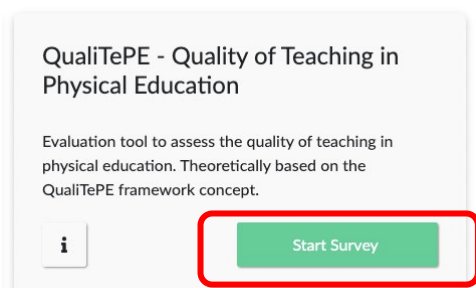 QualiTePE - Quality of Teaching in
Physical Education
Evaluation tool to assess the quality of teaching in
physical education. Theoretically based on the
QualiTePE framework concept.
i
Start Survey